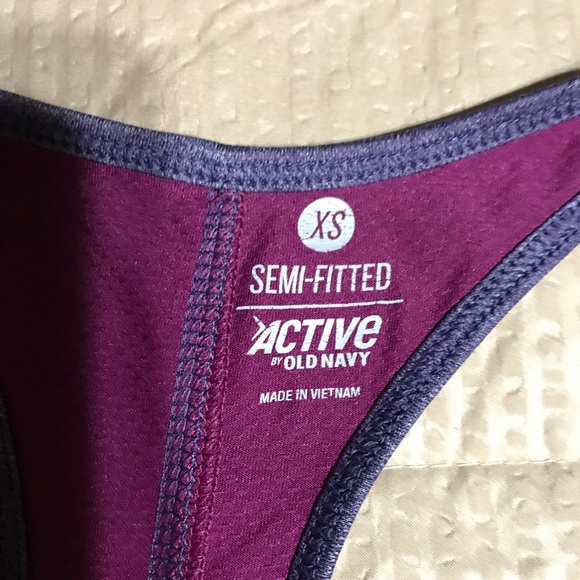 XS
SEMI-FITTED
ACTIVE
BY OLD NAVY
MADE IN VIETNAM